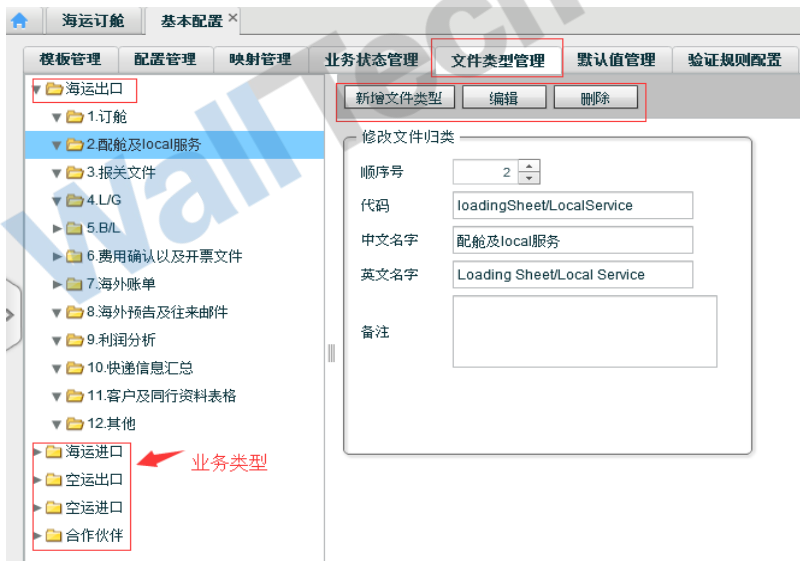 海运订舱 基本配置
模板管理 配置管理 映射管理 业务状态管理 文件类型管理 默认值管理 验证规则配置
海运出口
1.订舱
2.配舱及local服务
3.报关文件
4.L/G
5.B/L
6.费用确认以及开票文件
7.海外账单
8.海外预告及往来邮件
9.利润分析
10.快递信息汇总
11.客户及同行资料表格
12.其他
海运进口
空运出口
空运进口
合作伙伴
业务类型
新增文件类型 编辑 删除
修改文件归类
顺序号 2
代码 loadingSheet/LocalService
中文名字 配舱及local服务
英文名字 Loading Sheet/Local Service
备注
WallTech